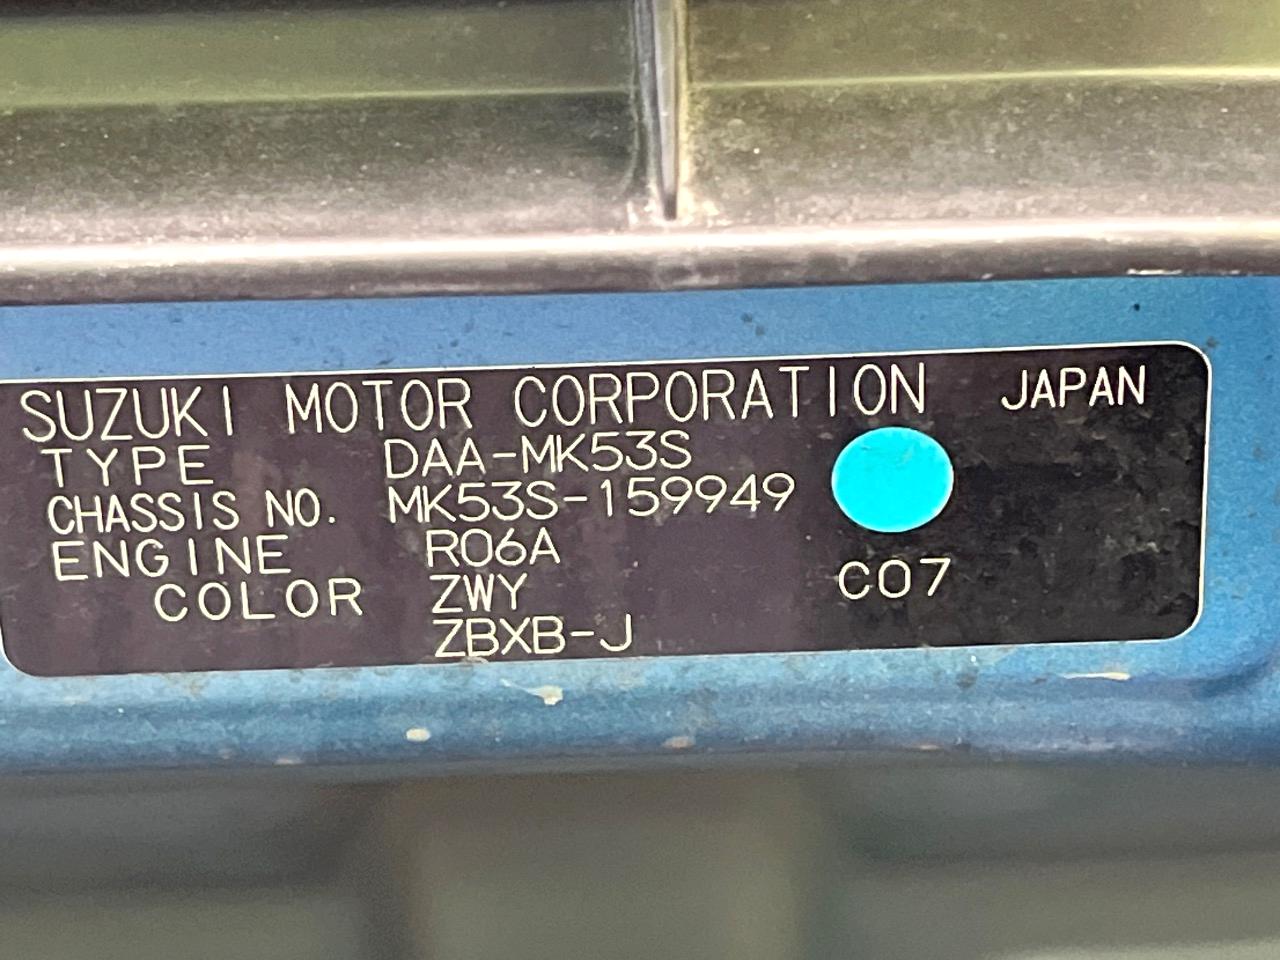 SUZUKI MOTOR CORPORATION JAPAN
TYPE DAA-MK53S
CHASSIS NO. MK53S-159949
ENGINE R06A
COLOR ZWY C07
ZBXB-J